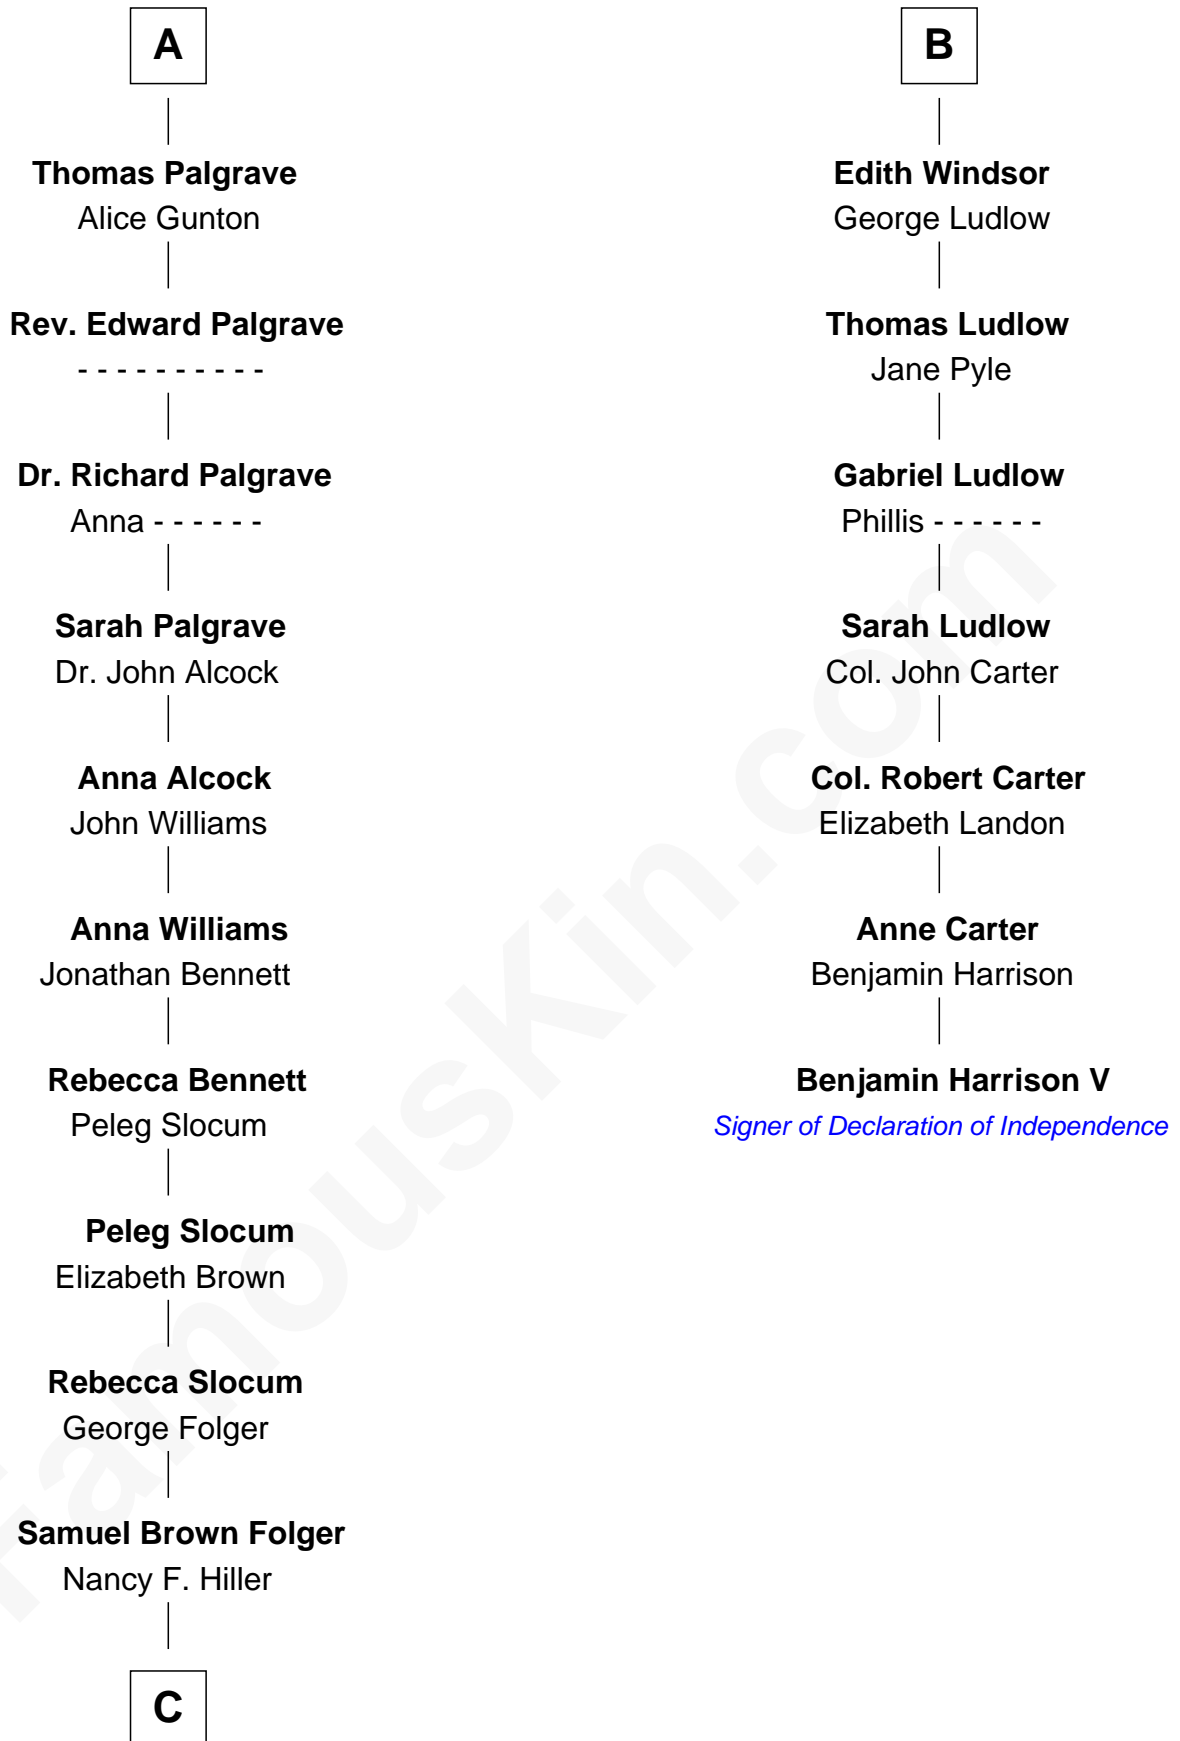 A
Thomas Palgrave
Alice Gunton
Rev. Edward Palgrave
- - - - - - - - - -
Dr. Richard Palgrave
Anna - - - - - -
Sarah Palgrave
Dr. John Alcock
Anna Alcock
John Williams
Anna Williams
Jonathan Bennett
Rebecca Bennett
Peleg Slocum
Peleg Slocum
Elizabeth Brown
Rebecca Slocum
George Folger
Samuel Brown Folger
Nancy F. Hiller
C
B
Edith Windsor
George Ludlow
Thomas Ludlow
Jane Pyle
Gabriel Ludlow
Phillis - - - - - -
Sarah Ludlow
Col. John Carter
Col. Robert Carter
Elizabeth Landon
Anne Carter
Benjamin Harrison
Benjamin Harrison V
Signer of Declaration of Independence
FamousKin.com